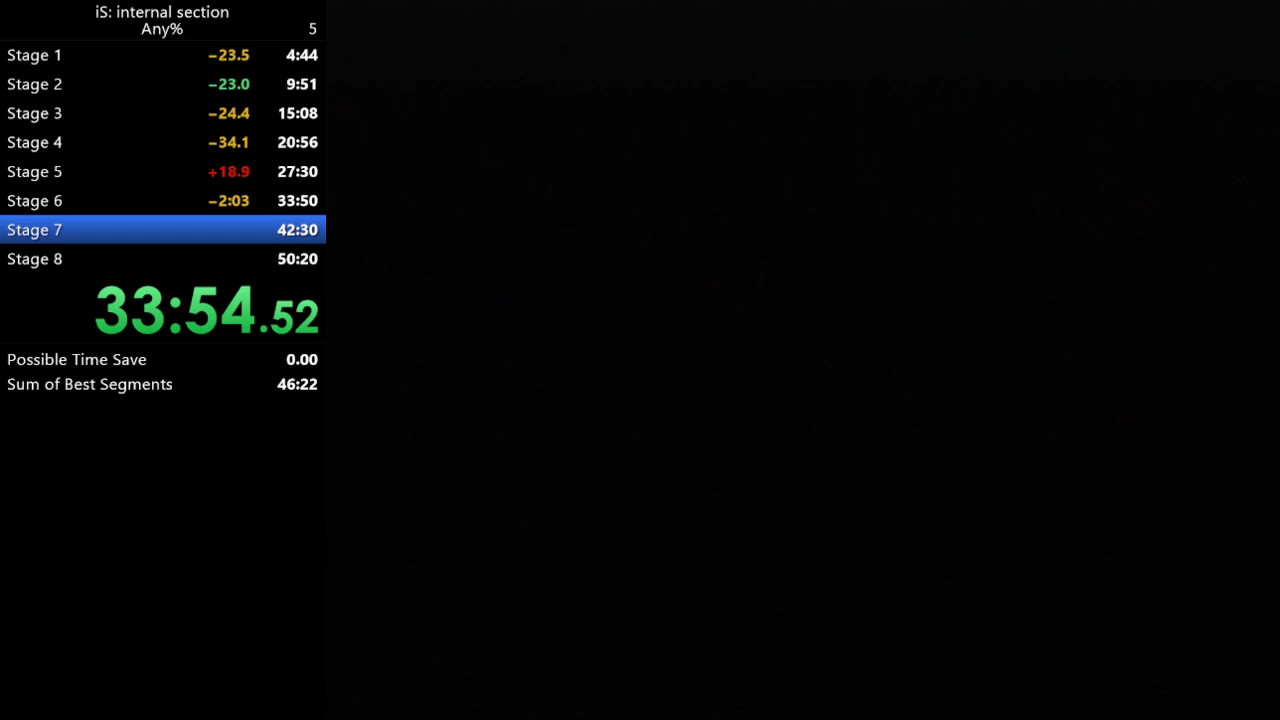 iS: internal section
Any% 5
Stage 1 −23.5 4:44
Stage 2 −23.0 9:51
Stage 3 −24.4 15:08
Stage 4 −34.1 20:56
Stage 5 +18.9 27:30
Stage 6 −2:03 33:50
Stage 7 42:30
Stage 8 50:20
33:54.52
Possible Time Save 0.00
Sum of Best Segments 46:22